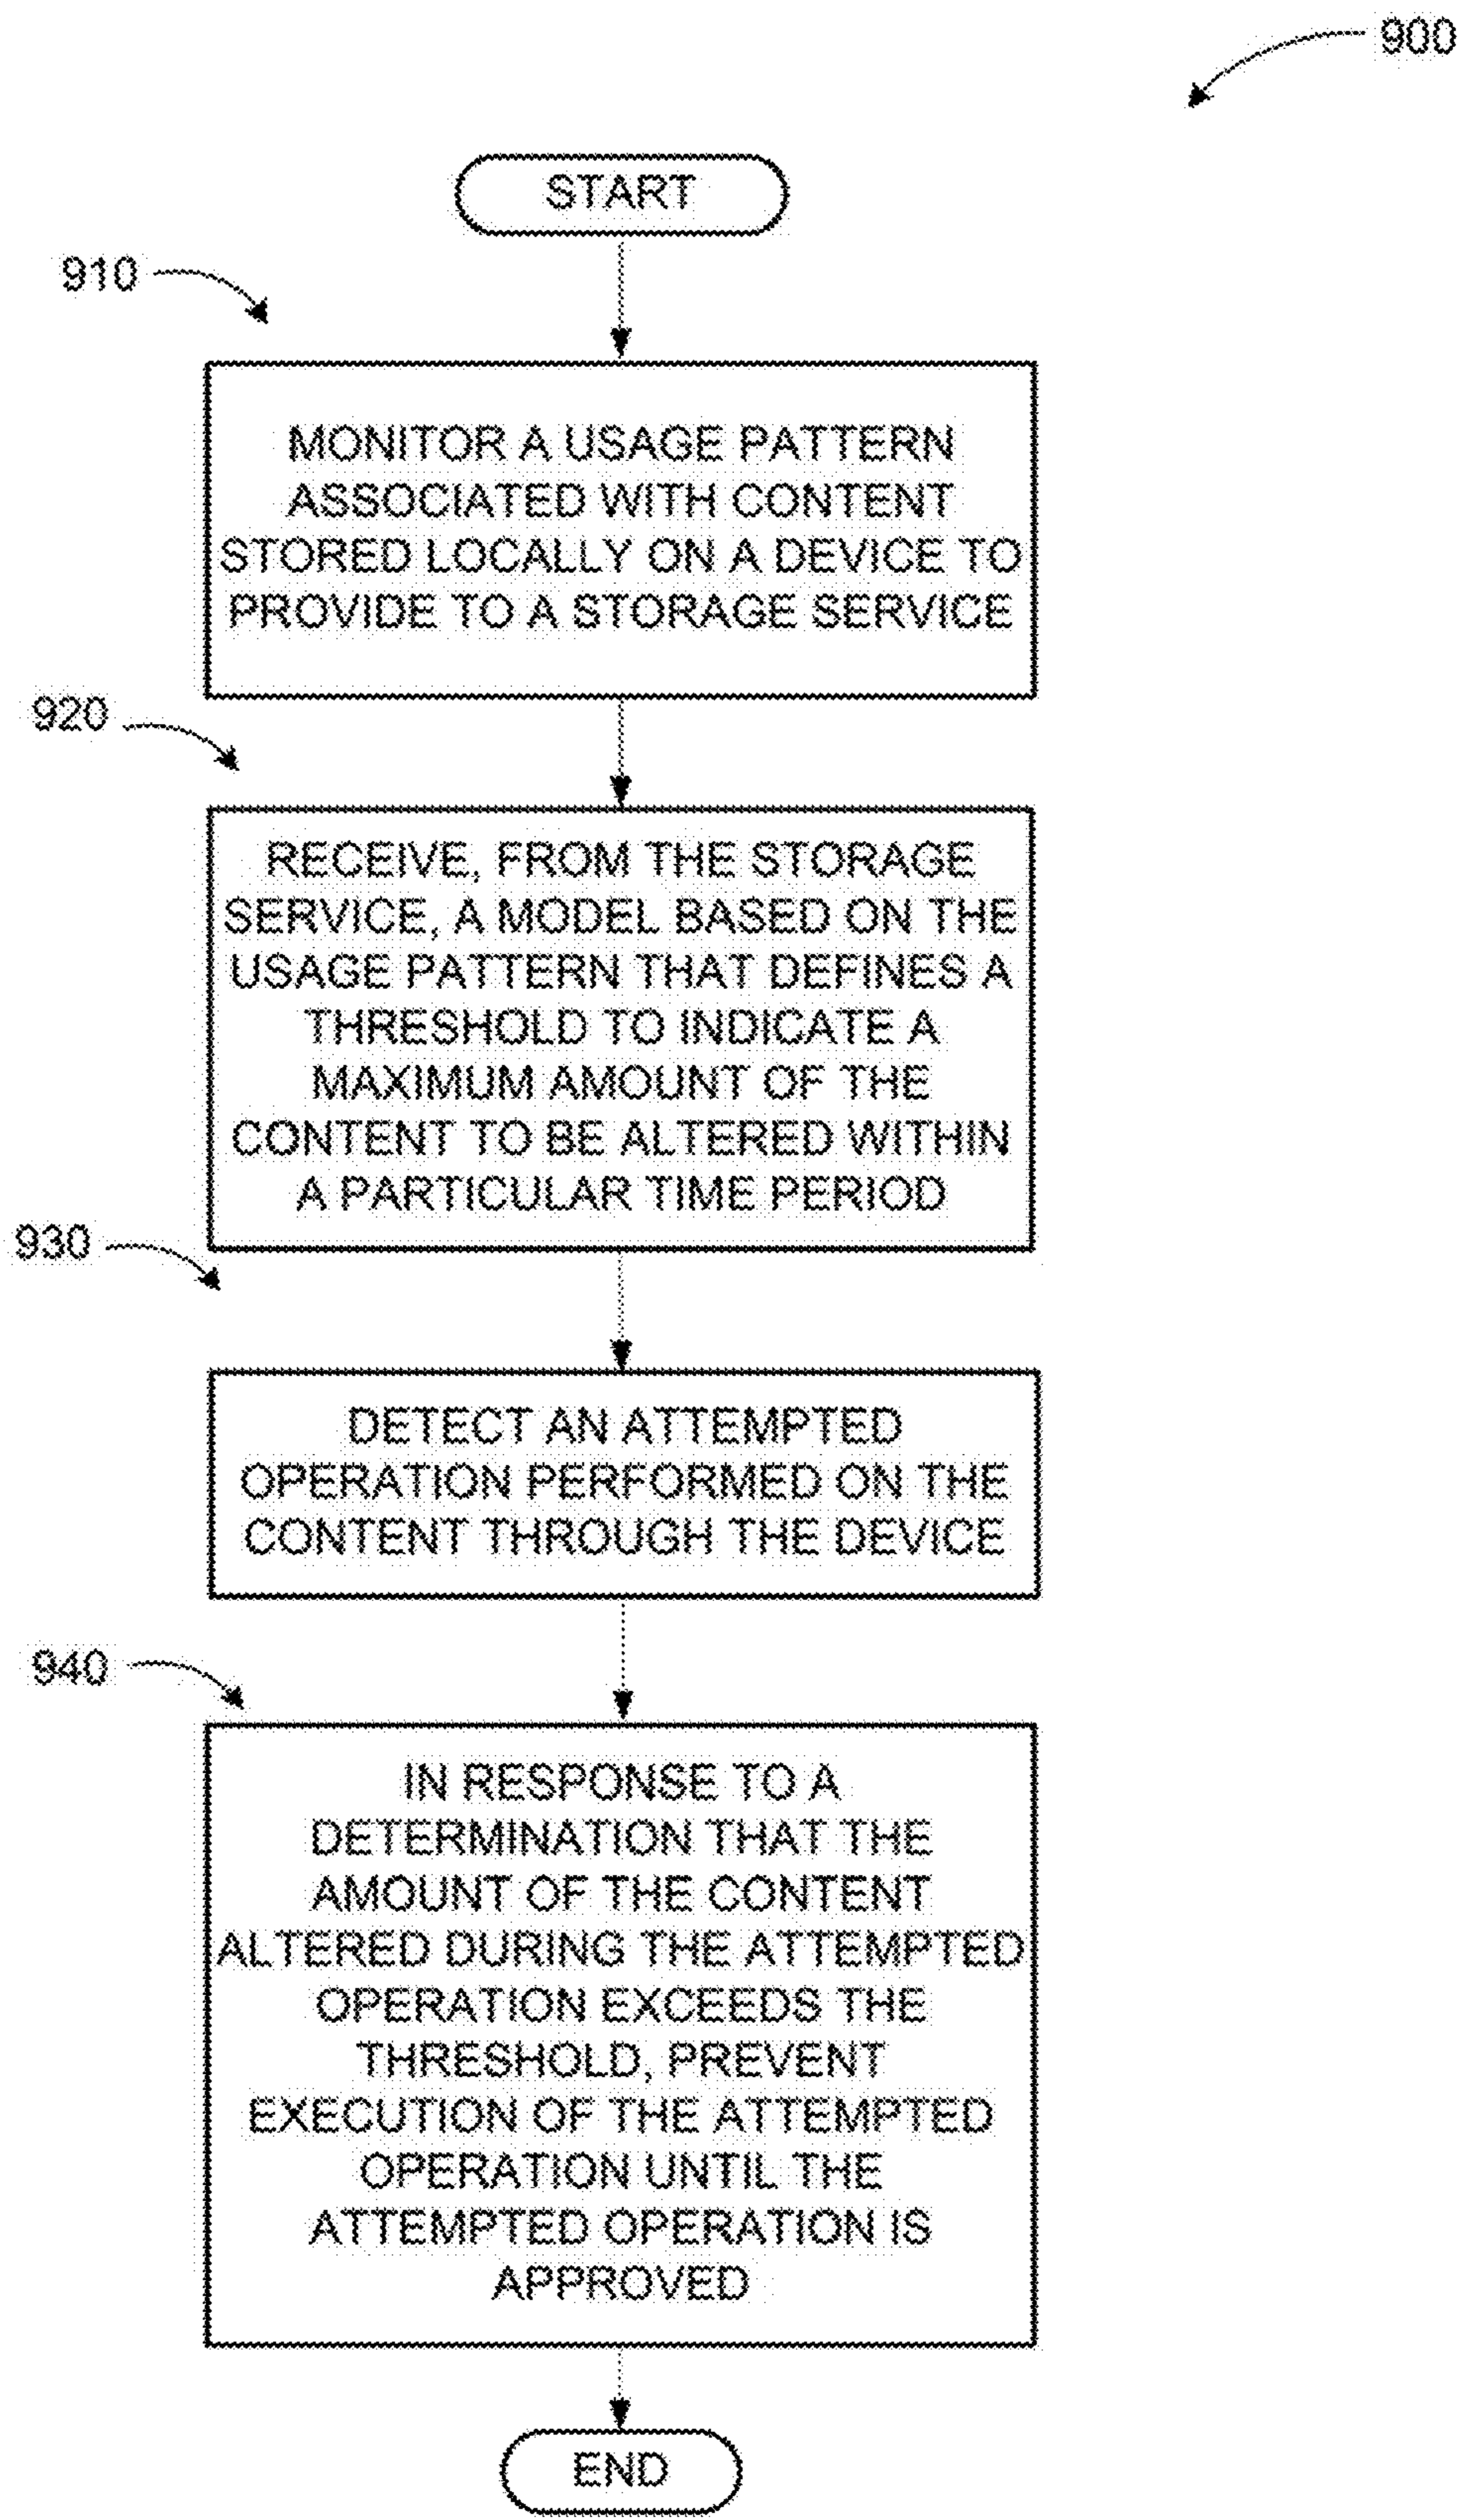 900
START
910
MONITOR A USAGE PATTERN
ASSOCIATED WITH CONTENT
STORED LOCALLY ON A DEVICE TO
PROVIDE TO A STORAGE SERVICE
920
RECEIVE, FROM THE STORAGE
SERVICE, A MODEL BASED ON THE
USAGE PATTERN THAT DEFINES A
THRESHOLD TO INDICATE A
MAXIMUM AMOUNT OF THE
CONTENT TO BE ALTERED WITHIN
A PARTICULAR TIME PERIOD
930
DETECT AN ATTEMPTED
OPERATION PERFORMED ON THE
CONTENT THROUGH THE DEVICE
940
IN RESPONSE TO A
DETERMINATION THAT THE
AMOUNT OF THE CONTENT
ALTERED DURING THE ATTEMPTED
OPERATION EXCEEDS THE
THRESHOLD, PREVENT
EXECUTION OF THE ATTEMPTED
OPERATION UNTIL THE
ATTEMPTED OPERATION IS
APPROVED
END